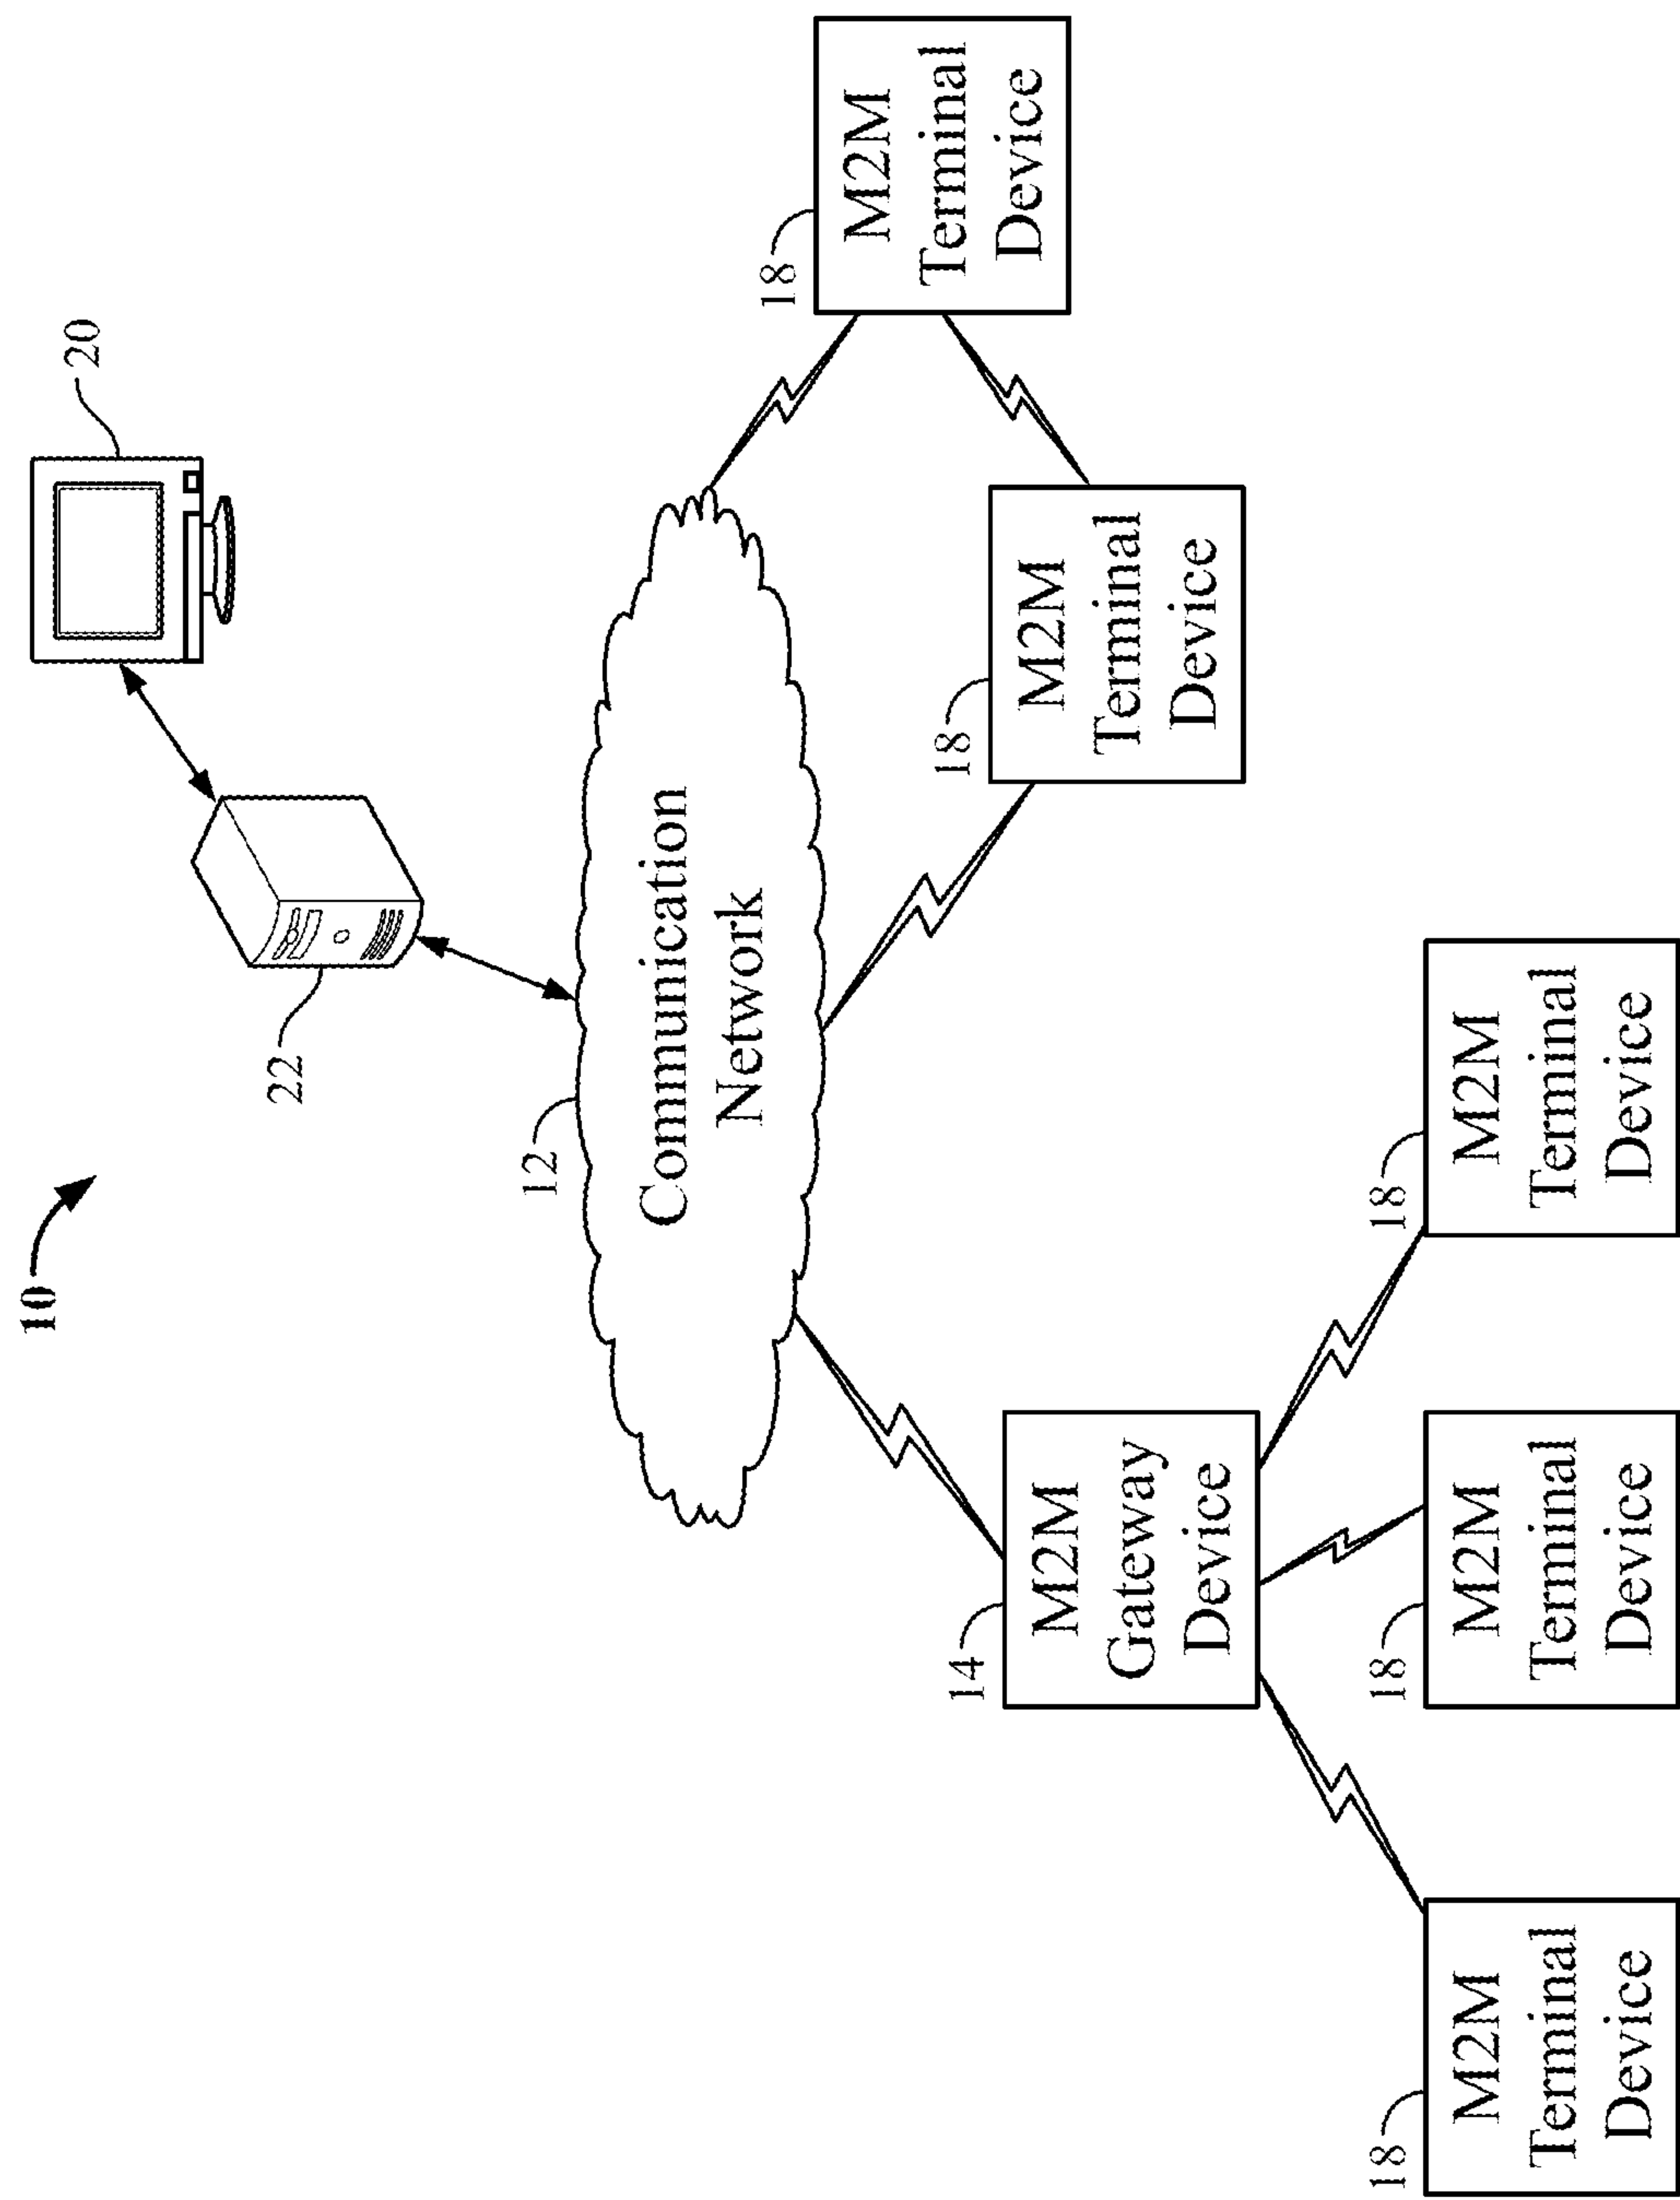 10
20
22
12
Communication
Network
18
M2M
Terminal
Device
18
M2M
Terminal
Device
14
M2M
Gateway
Device
18
M2M
Terminal
Device
18
M2M
Terminal
Device
18
M2M
Terminal
Device